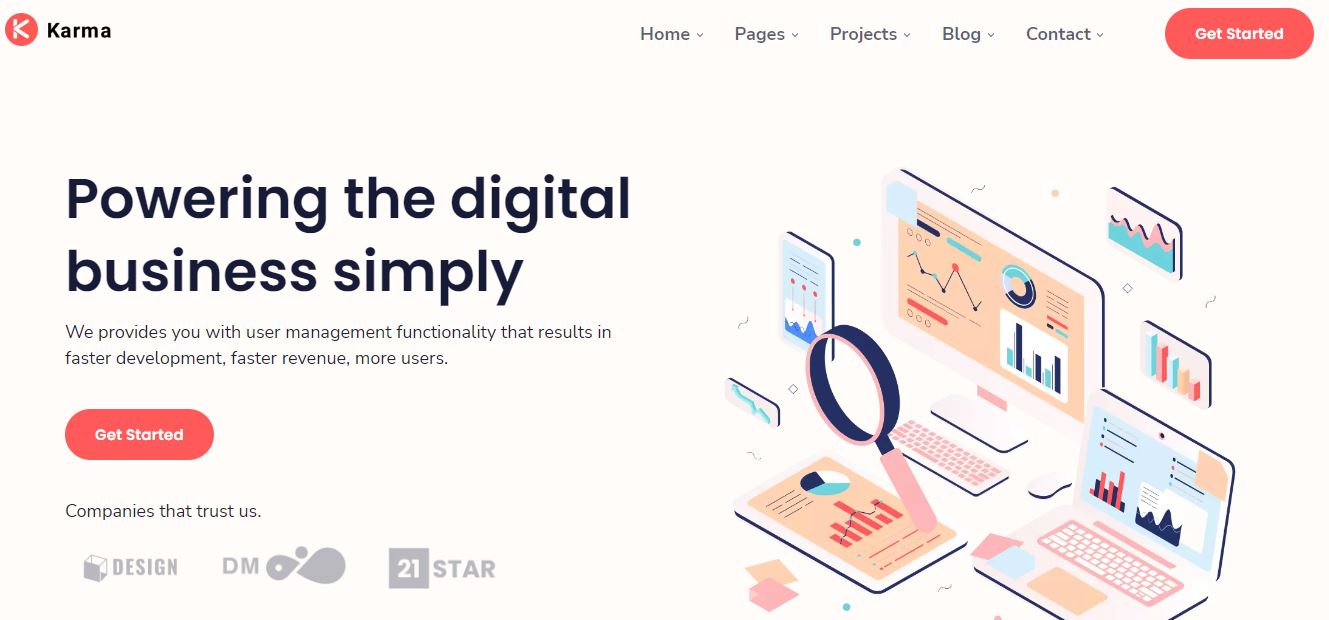 Karma
Home
Pages
Projects
Blog
Contact
Get Started
Powering the digital
business simply
We provides you with user management functionality that results in
faster development, faster revenue, more users.
Get Started
Companies that trust us.
DESIGN
DM
21 STAR